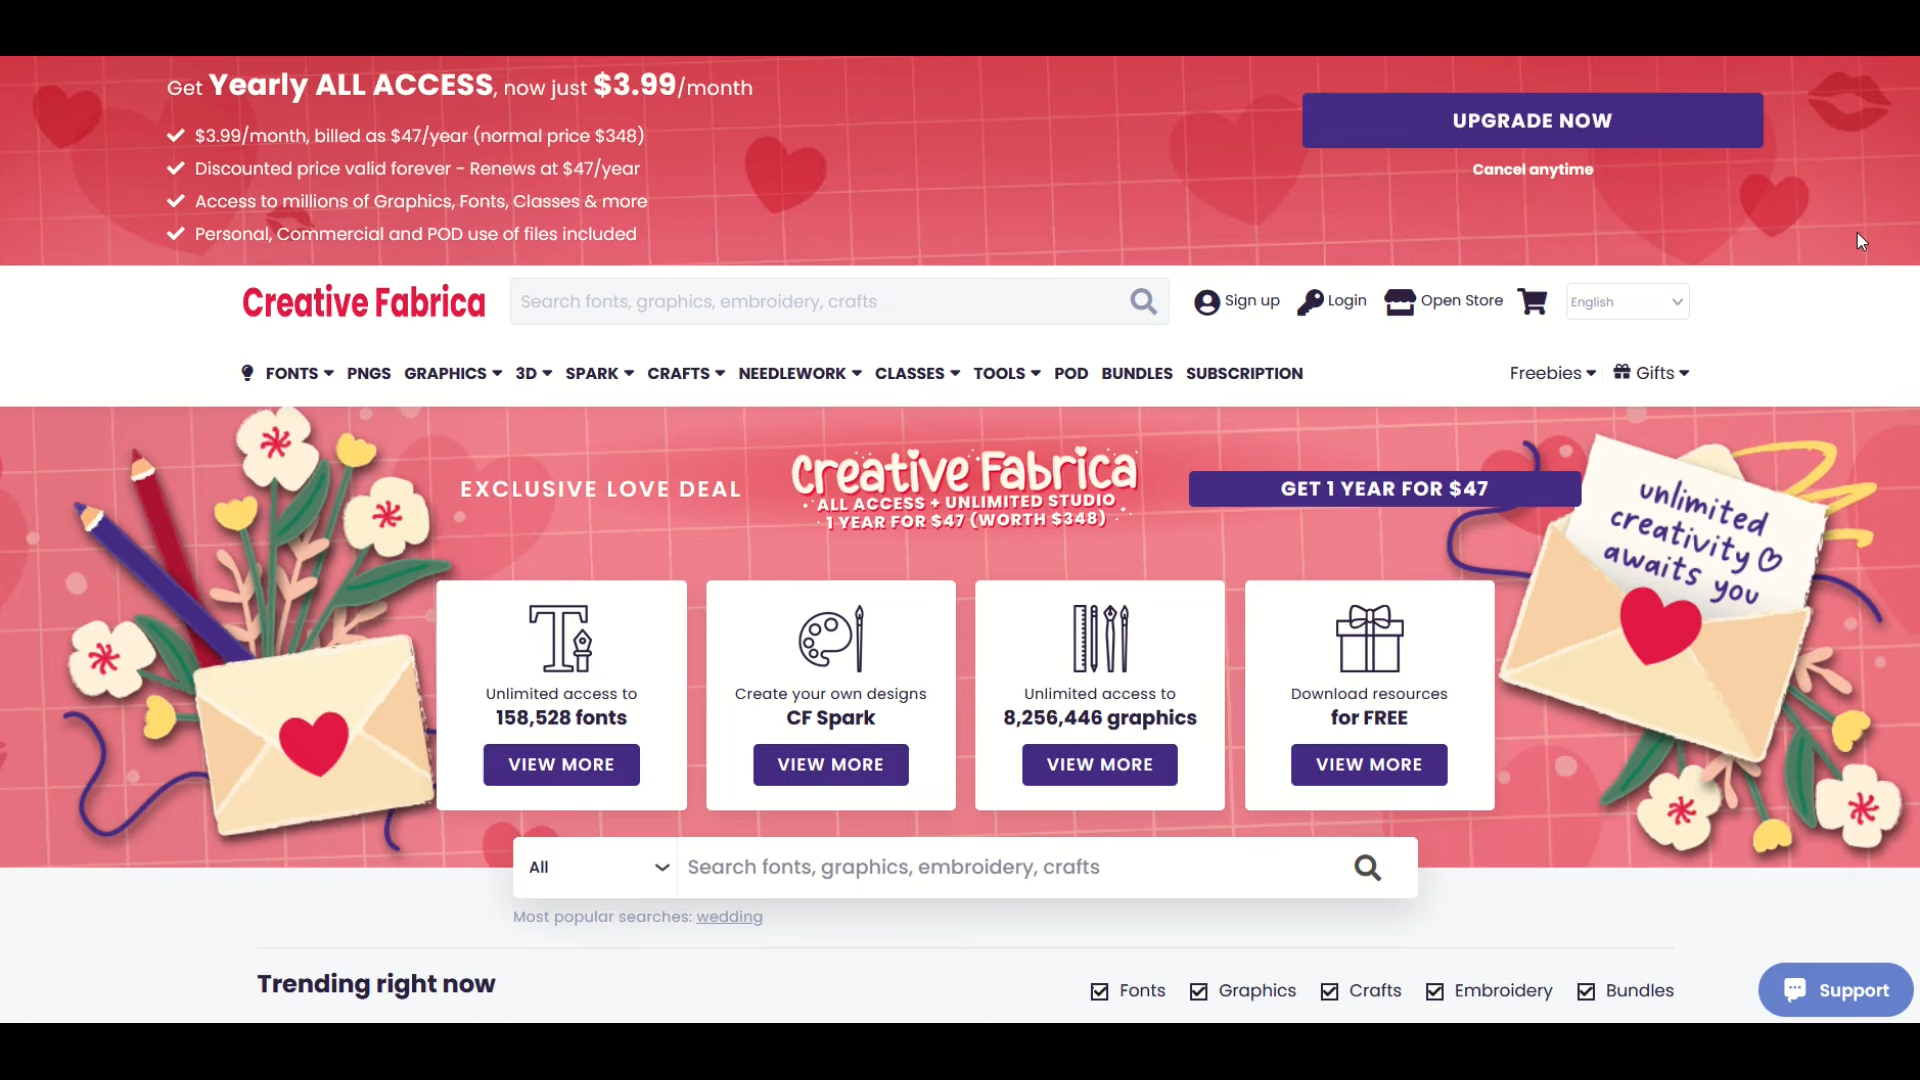 Get Yearly ALL ACCESS, now just $3.99/month
$3.99/month, billed as $47/year (normal price $348)
Discounted price valid forever - Renews at $47/year
Access to millions of Graphics, Fonts, Classes & more
Personal, Commercial and POD use of files included
UPGRADE NOW
Cancel anytime
Creative Fabrica
Search fonts, graphics, embroidery, crafts
Sign up
Login
Open Store
English
FONTS PNGS GRAPHICS 3D SPARK CRAFTS NEEDLEWORK CLASSES TOOLS POD BUNDLES SUBSCRIPTION
Freebies
Gifts
EXCLUSIVE LOVE DEAL
Creative Fabrica
ALL ACCESS + UNLIMITED STUDIO
1 YEAR FOR $47 (WORTH $348)
GET 1 YEAR FOR $47
unlimited
creativity
awaits you
Unlimited access to
158,528 fonts
VIEW MORE
Create your own designs
CF Spark
VIEW MORE
Unlimited access to
8,256,446 graphics
VIEW MORE
Download resources
for FREE
VIEW MORE
All
Search fonts, graphics, embroidery, crafts
Most popular searches: wedding
Trending right now
Fonts
Graphics
Crafts
Embroidery
Bundles
Support